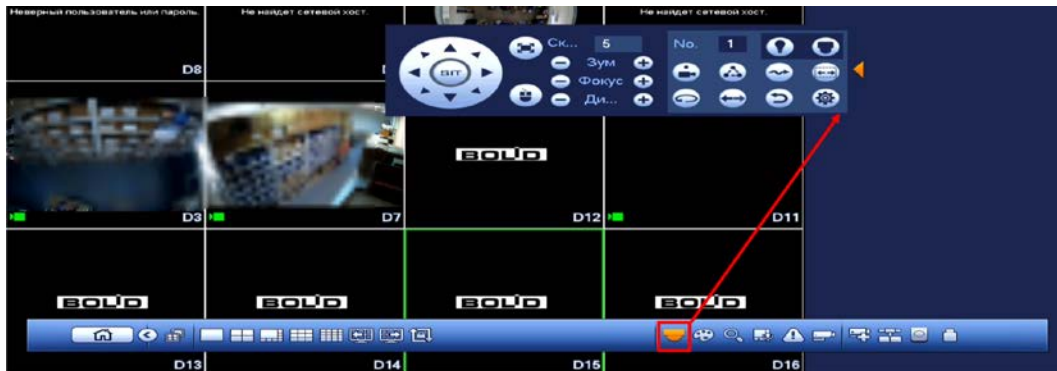 Неверный пользователь или пароль.
Не найдет сетевой хост.
Не найдет сетевой хост.
D8
Ск... 5
Зум
Фокус
Ди...
SIT
No. 1
BOLID
D3
D7
D12
D11
BOLID
BOLID
BOLID
BOLID
D13
D14
D15
D16